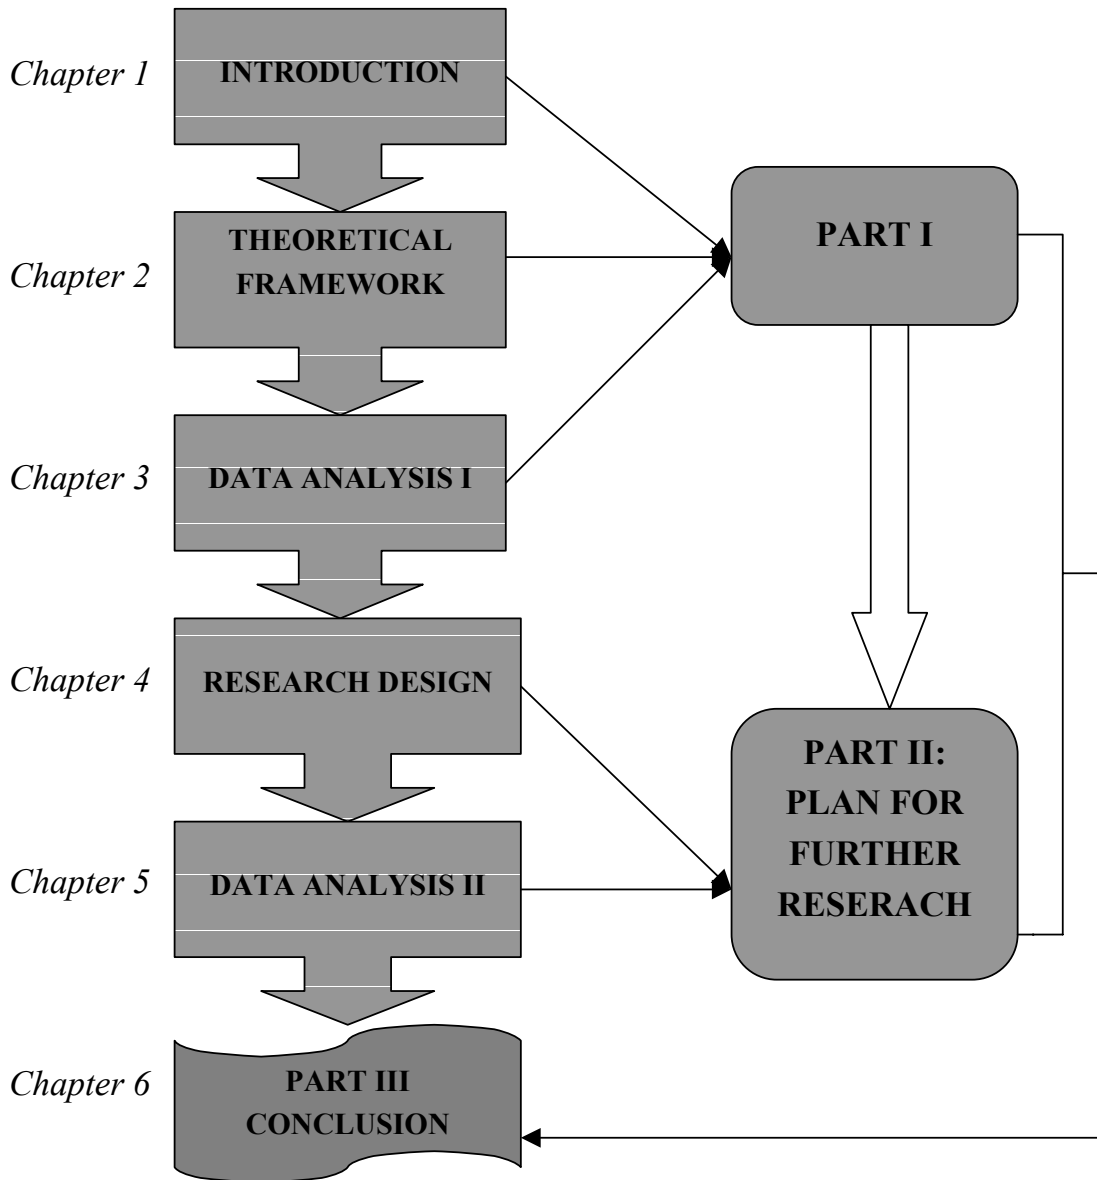 Chapter 1
INTRODUCTION
PART I
Chapter 2
THEORETICAL
FRAMEWORK
Chapter 3
DATA ANALYSIS I
Chapter 4
RESEARCH DESIGN
PART II:
PLAN FOR
FURTHER
RESERACH
Chapter 5
DATA ANALYSIS II
Chapter 6
PART III
CONCLUSION